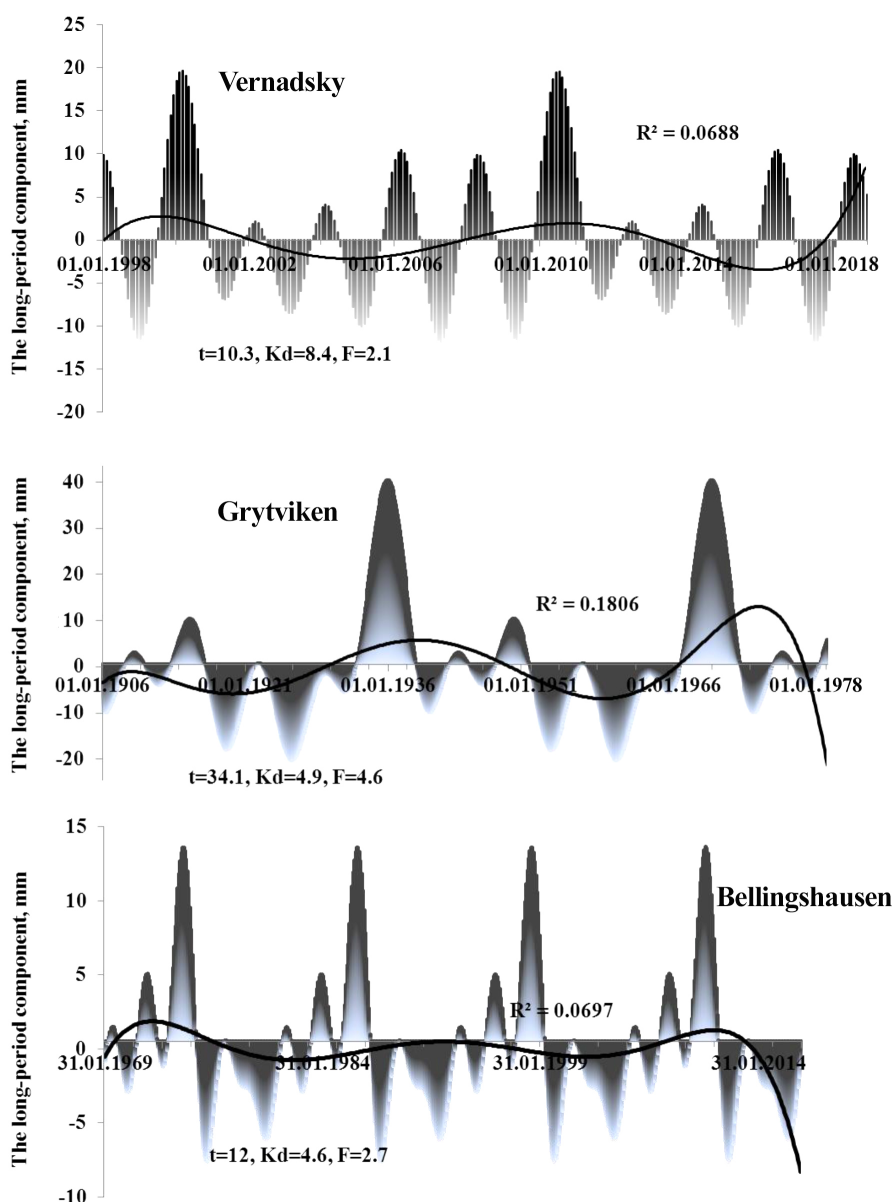 The long-period component, mm
25
20
15
10
5
0
-5
-10
-15
-20
Vernadsky
R² = 0.0688
01.01.1998 01.01.2002 01.01.2006 01.01.2010 01.01.2014 01.01.2018
t=10.3, Kd=8.4, F=2.1
The long-period component, mm
40
30
20
10
0
-10
-20
Grytviken
R² = 0.1806
01.01.1906 01.01.1921 01.01.1936 01.01.1951 01.01.1966 01.01.1978
t=34.1, Kd=4.9, F=4.6
The long-period component, mm
15
10
5
0
-5
-10
Bellingshausen
R² = 0.0697
31.01.1969 31.01.1984 31.01.1999 31.01.2014
t=12, Kd=4.6, F=2.7